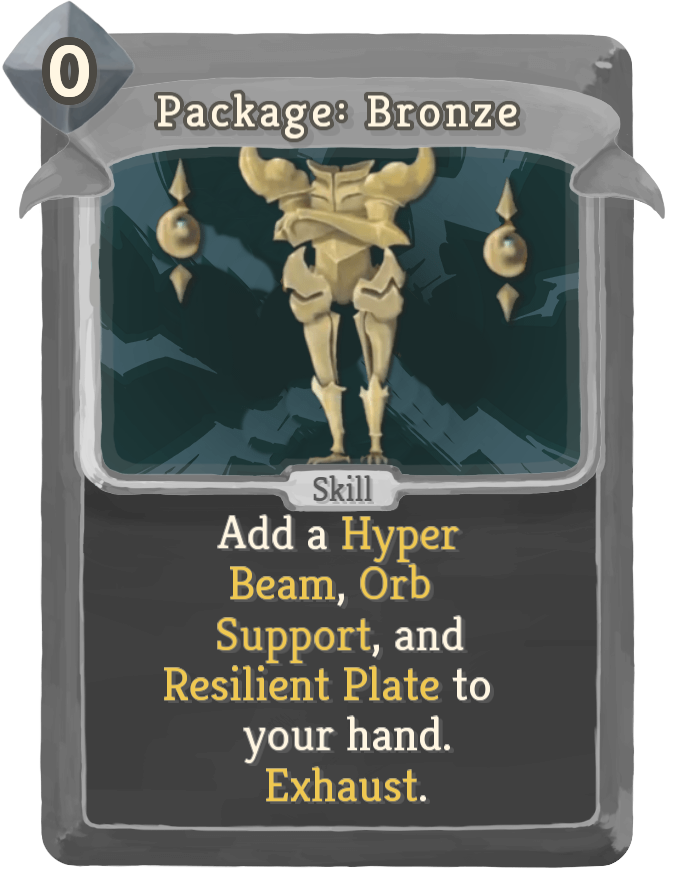 0
Package: Bronze
Skill
Add a Hyper
Beam, Orb
Support, and
Resilient Plate to
your hand.
Exhaust.